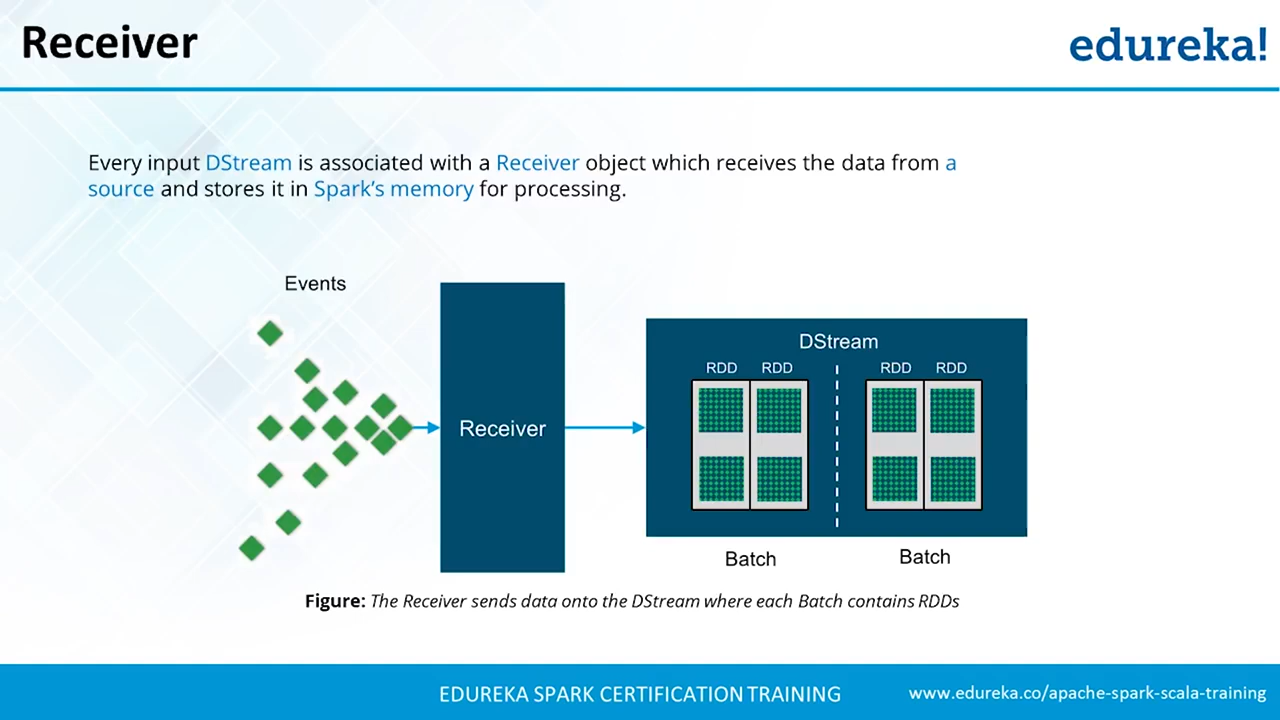 Receiver
edureka!
Every input DStream is associated with a Receiver object which receives the data from a
source and stores it in Spark's memory for processing.
Events
Receiver
DStream
RDD RDD RDD RDD
Batch Batch
Figure: The Receiver sends data onto the DStream where each Batch contains RDDs
EDUREKA SPARK CERTIFICATION TRAINING
www.edureka.co/apache-spark-scala-training